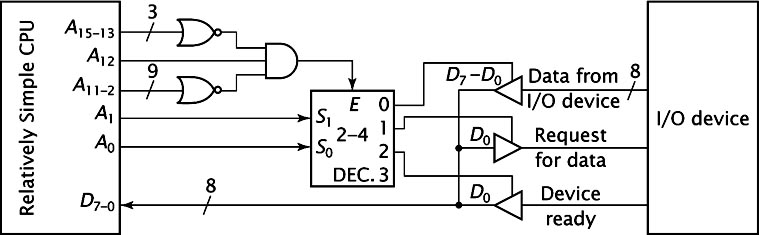 Relatively Simple CPU
A15-13
3
A12
A11-2
9
A1
A0
D7-0
8
E
S1
S0
2-4
DEC.
0
1
2
3
D7-D0
Data from
I/O device
8
D0
Request
for data
D0
Device
ready
I/O device